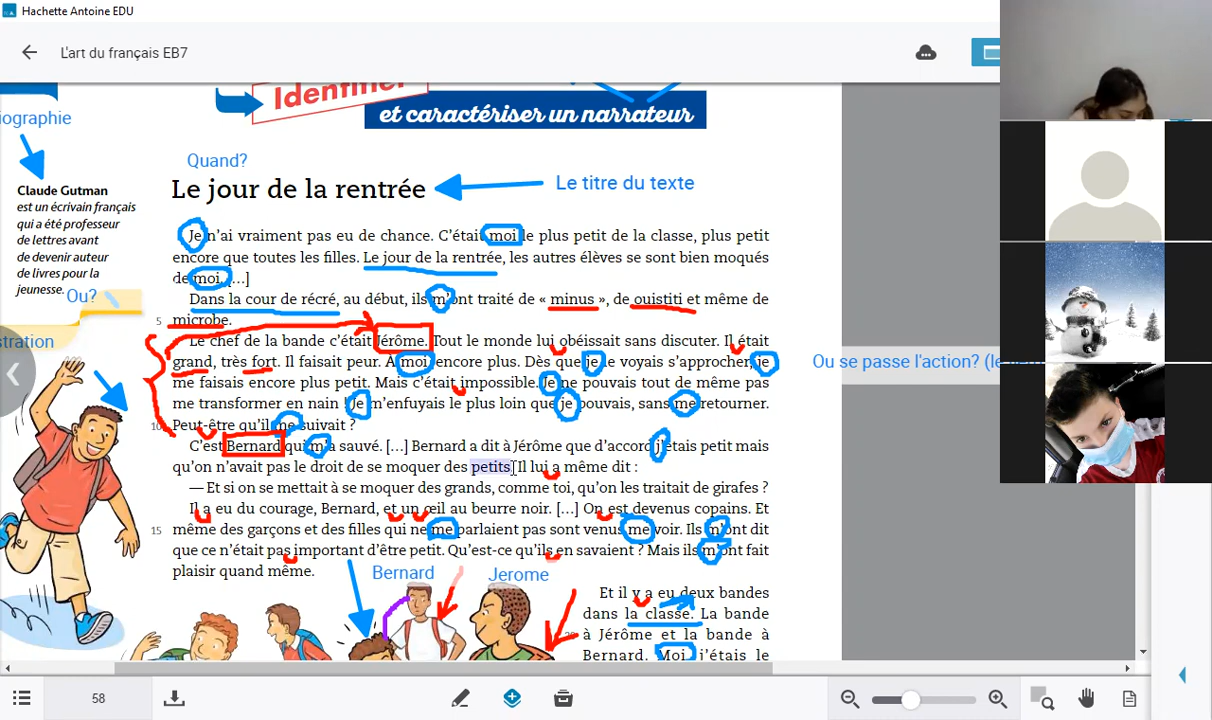 Hachette Antoine EDU
L'art du français EB7
Identifier
et caractériser un narrateur
iographie
Quand?
Claude Gutman
est un écrivain français
qui a été professeur
de lettres avant
de devenir auteur
de livres pour la
jeunesse.
Ou?
stration
Le jour de la rentrée
Le titre du texte
Je n'ai vraiment pas eu de chance. C'était moi le plus petit de la classe, plus petit
encore que toutes les filles. Le jour de la rentrée, les autres élèves se sont bien moqués
de moi. [...]
Dans la cour de récré, au début, ils m'ont traité de « minus », de ouistiti et même de
5 microbe.
Le chef de la bande c'était Jérôme. Tout le monde lui obéissait sans discuter. Il était
grand, très fort. Il faisait peur. À moi encore plus. Dès que je le voyais s'approcher, je
me faisais encore plus petit. Mais c'était impossible. Je ne pouvais tout de même pas
me transformer en nain ! Je m'enfuyais le plus loin que je pouvais, sans me retourner.
10 Peut-être qu'il me suivait ?
C'est Bernard qui m'a sauvé. [...] Bernard a dit à Jérôme que d'accord j'étais petit mais
qu'on n'avait pas le droit de se moquer des petits. Il lui a même dit :
— Et si on se mettait à se moquer des grands, comme toi, qu'on les traitait de girafes ?
Il a eu du courage, Bernard, et un œil au beurre noir. [...] On est devenus copains. Et
15 même des garçons et des filles qui ne me parlaient pas sont venus me voir. Ils m'ont dit
que ce n'était pas important d'être petit. Qu'est-ce qu'ils en savaient ? Mais ils m'ont fait
plaisir quand même.
Ou se passe l'action? (le
Bernard
Jerome
Et il y a eu deux bandes
dans la classe. La bande
à Jérôme et la bande à
Bernard. Moi, j'étais le
58